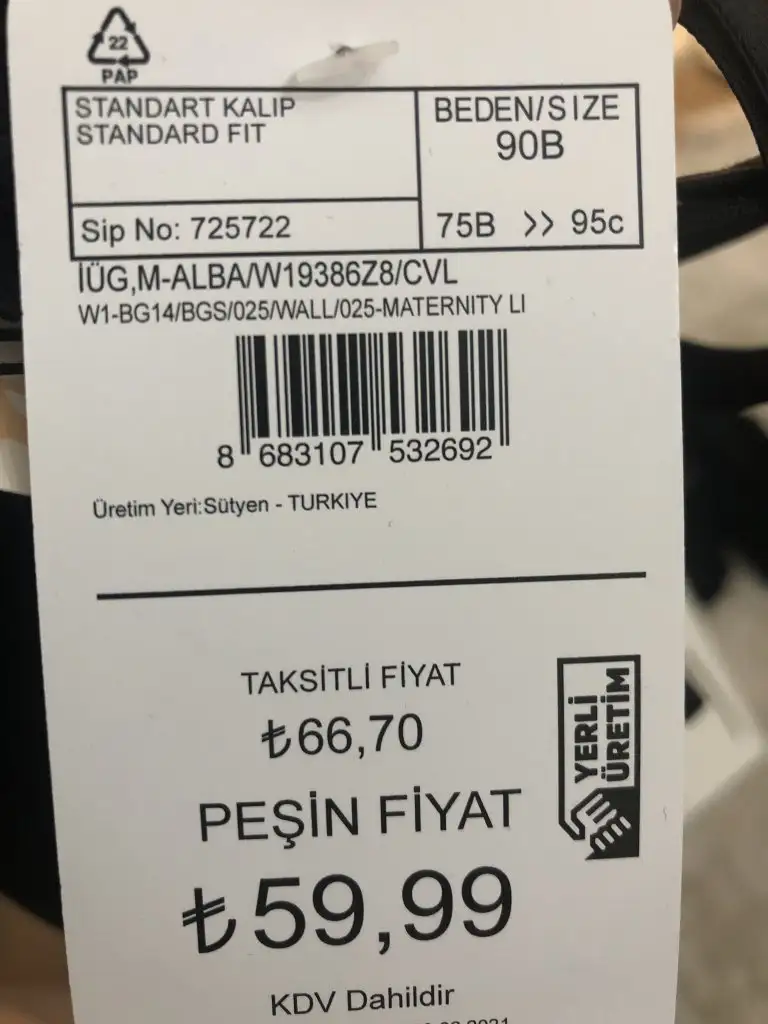 22
PAP
STANDART KALIP
STANDARD FIT
BEDEN/SIZE
90B
Sip No: 725722
75B >> 95c
İÜG,M-ALBA/W19386Z8/CVL
W1-BG14/BGS/025/WALL/025-MATERNITY LI
8 683107 532692
Üretim Yeri:Sütyen - TURKIYE
TAKSİTLİ FİYAT
₺66,70
YERLİ
ÜRETİM
PEŞİN FİYAT
₺59,99
KDV Dahildir